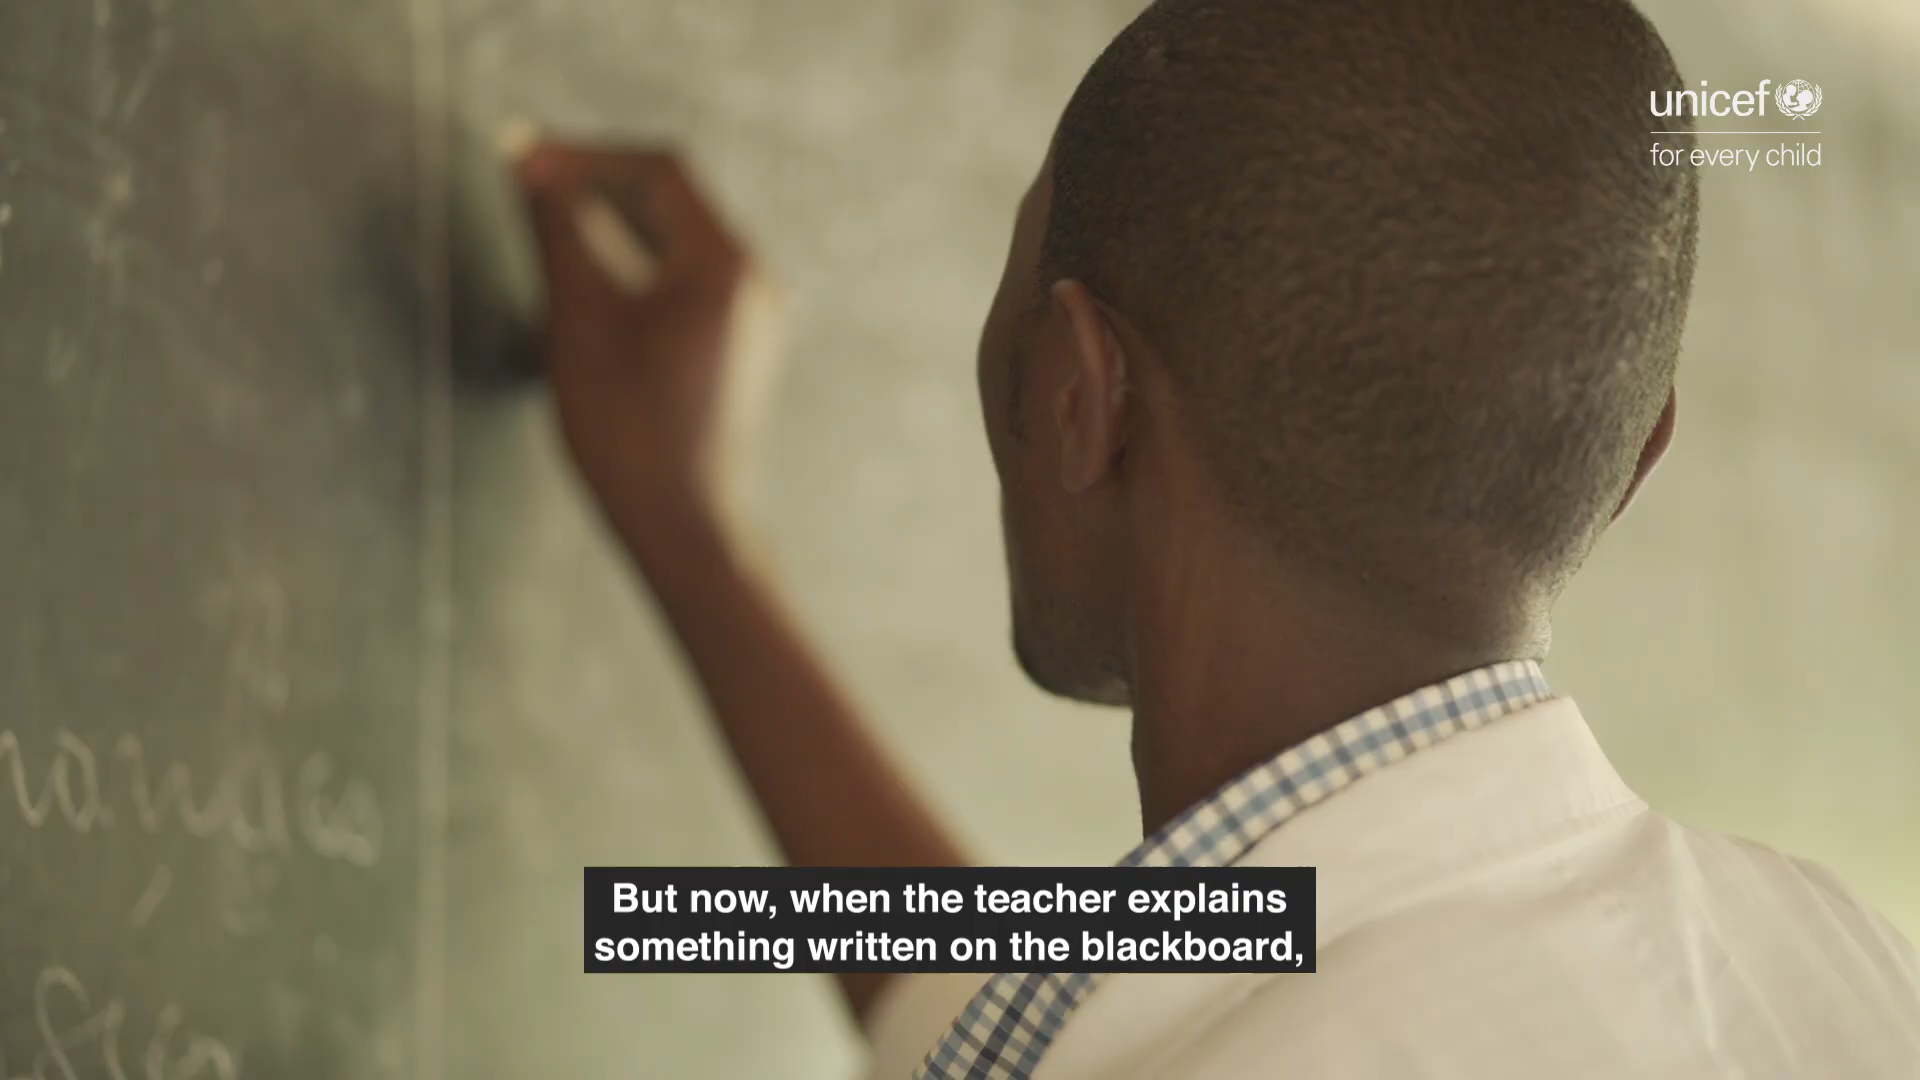 unicef
for every child
But now, when the teacher explains
something written on the blackboard,